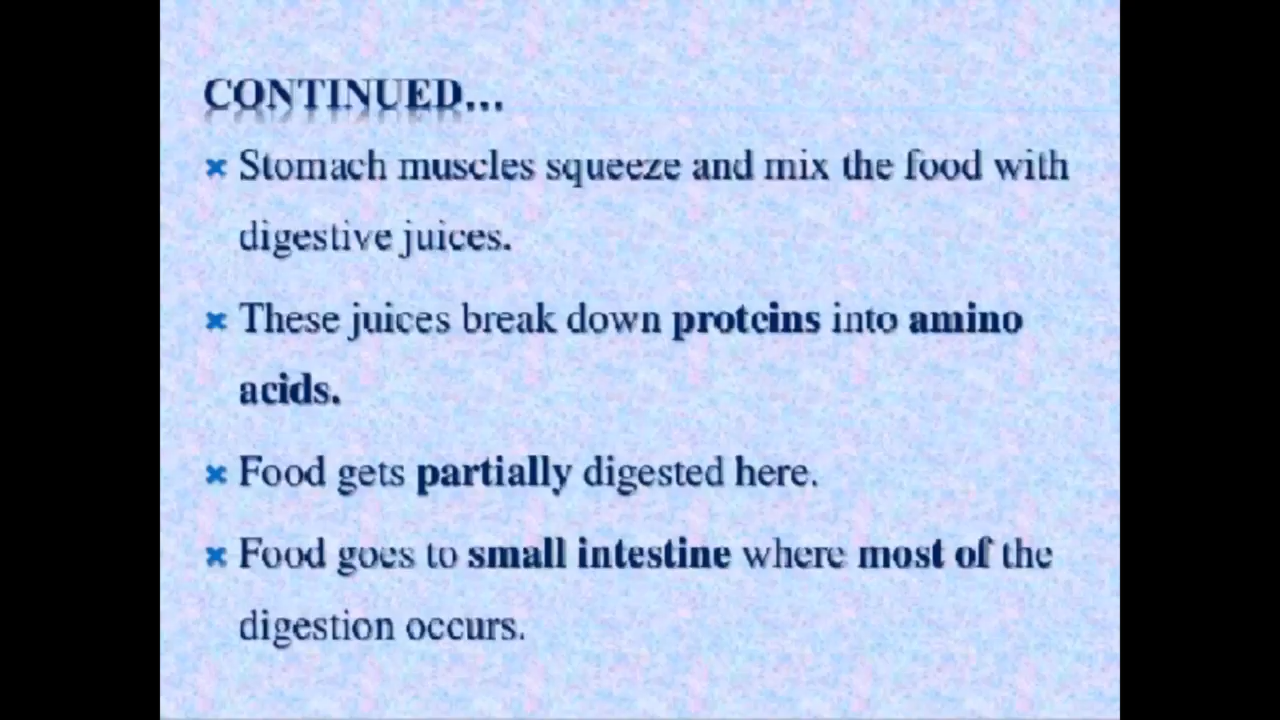 CONTINUED...
Stomach muscles squeeze and mix the food with
digestive juices.
These juices break down proteins into amino
acids.
Food gets partially digested here.
Food goes to small intestine where most of the
digestion occurs.